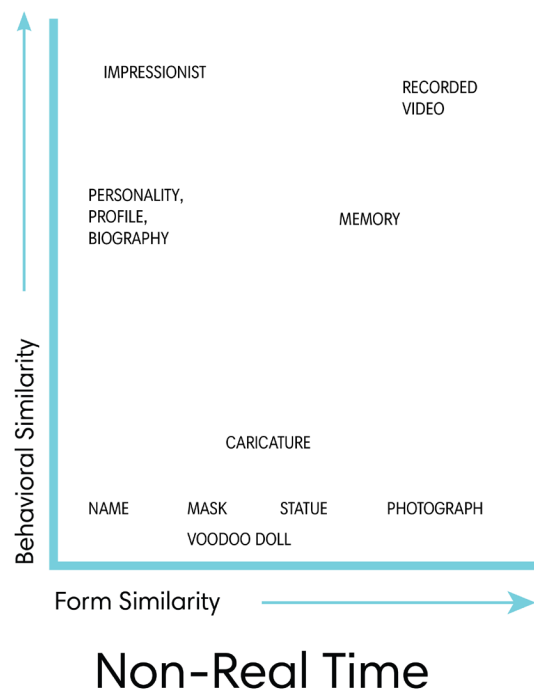 IMPRESSIONIST
RECORDED
VIDEO
PERSONALITY,
PROFILE,
BIOGRAPHY
MEMORY
Behavioral Similarity
CARICATURE
NAME
MASK
STATUE
PHOTOGRAPH
VOODOO DOLL
Form Similarity
Non-Real Time